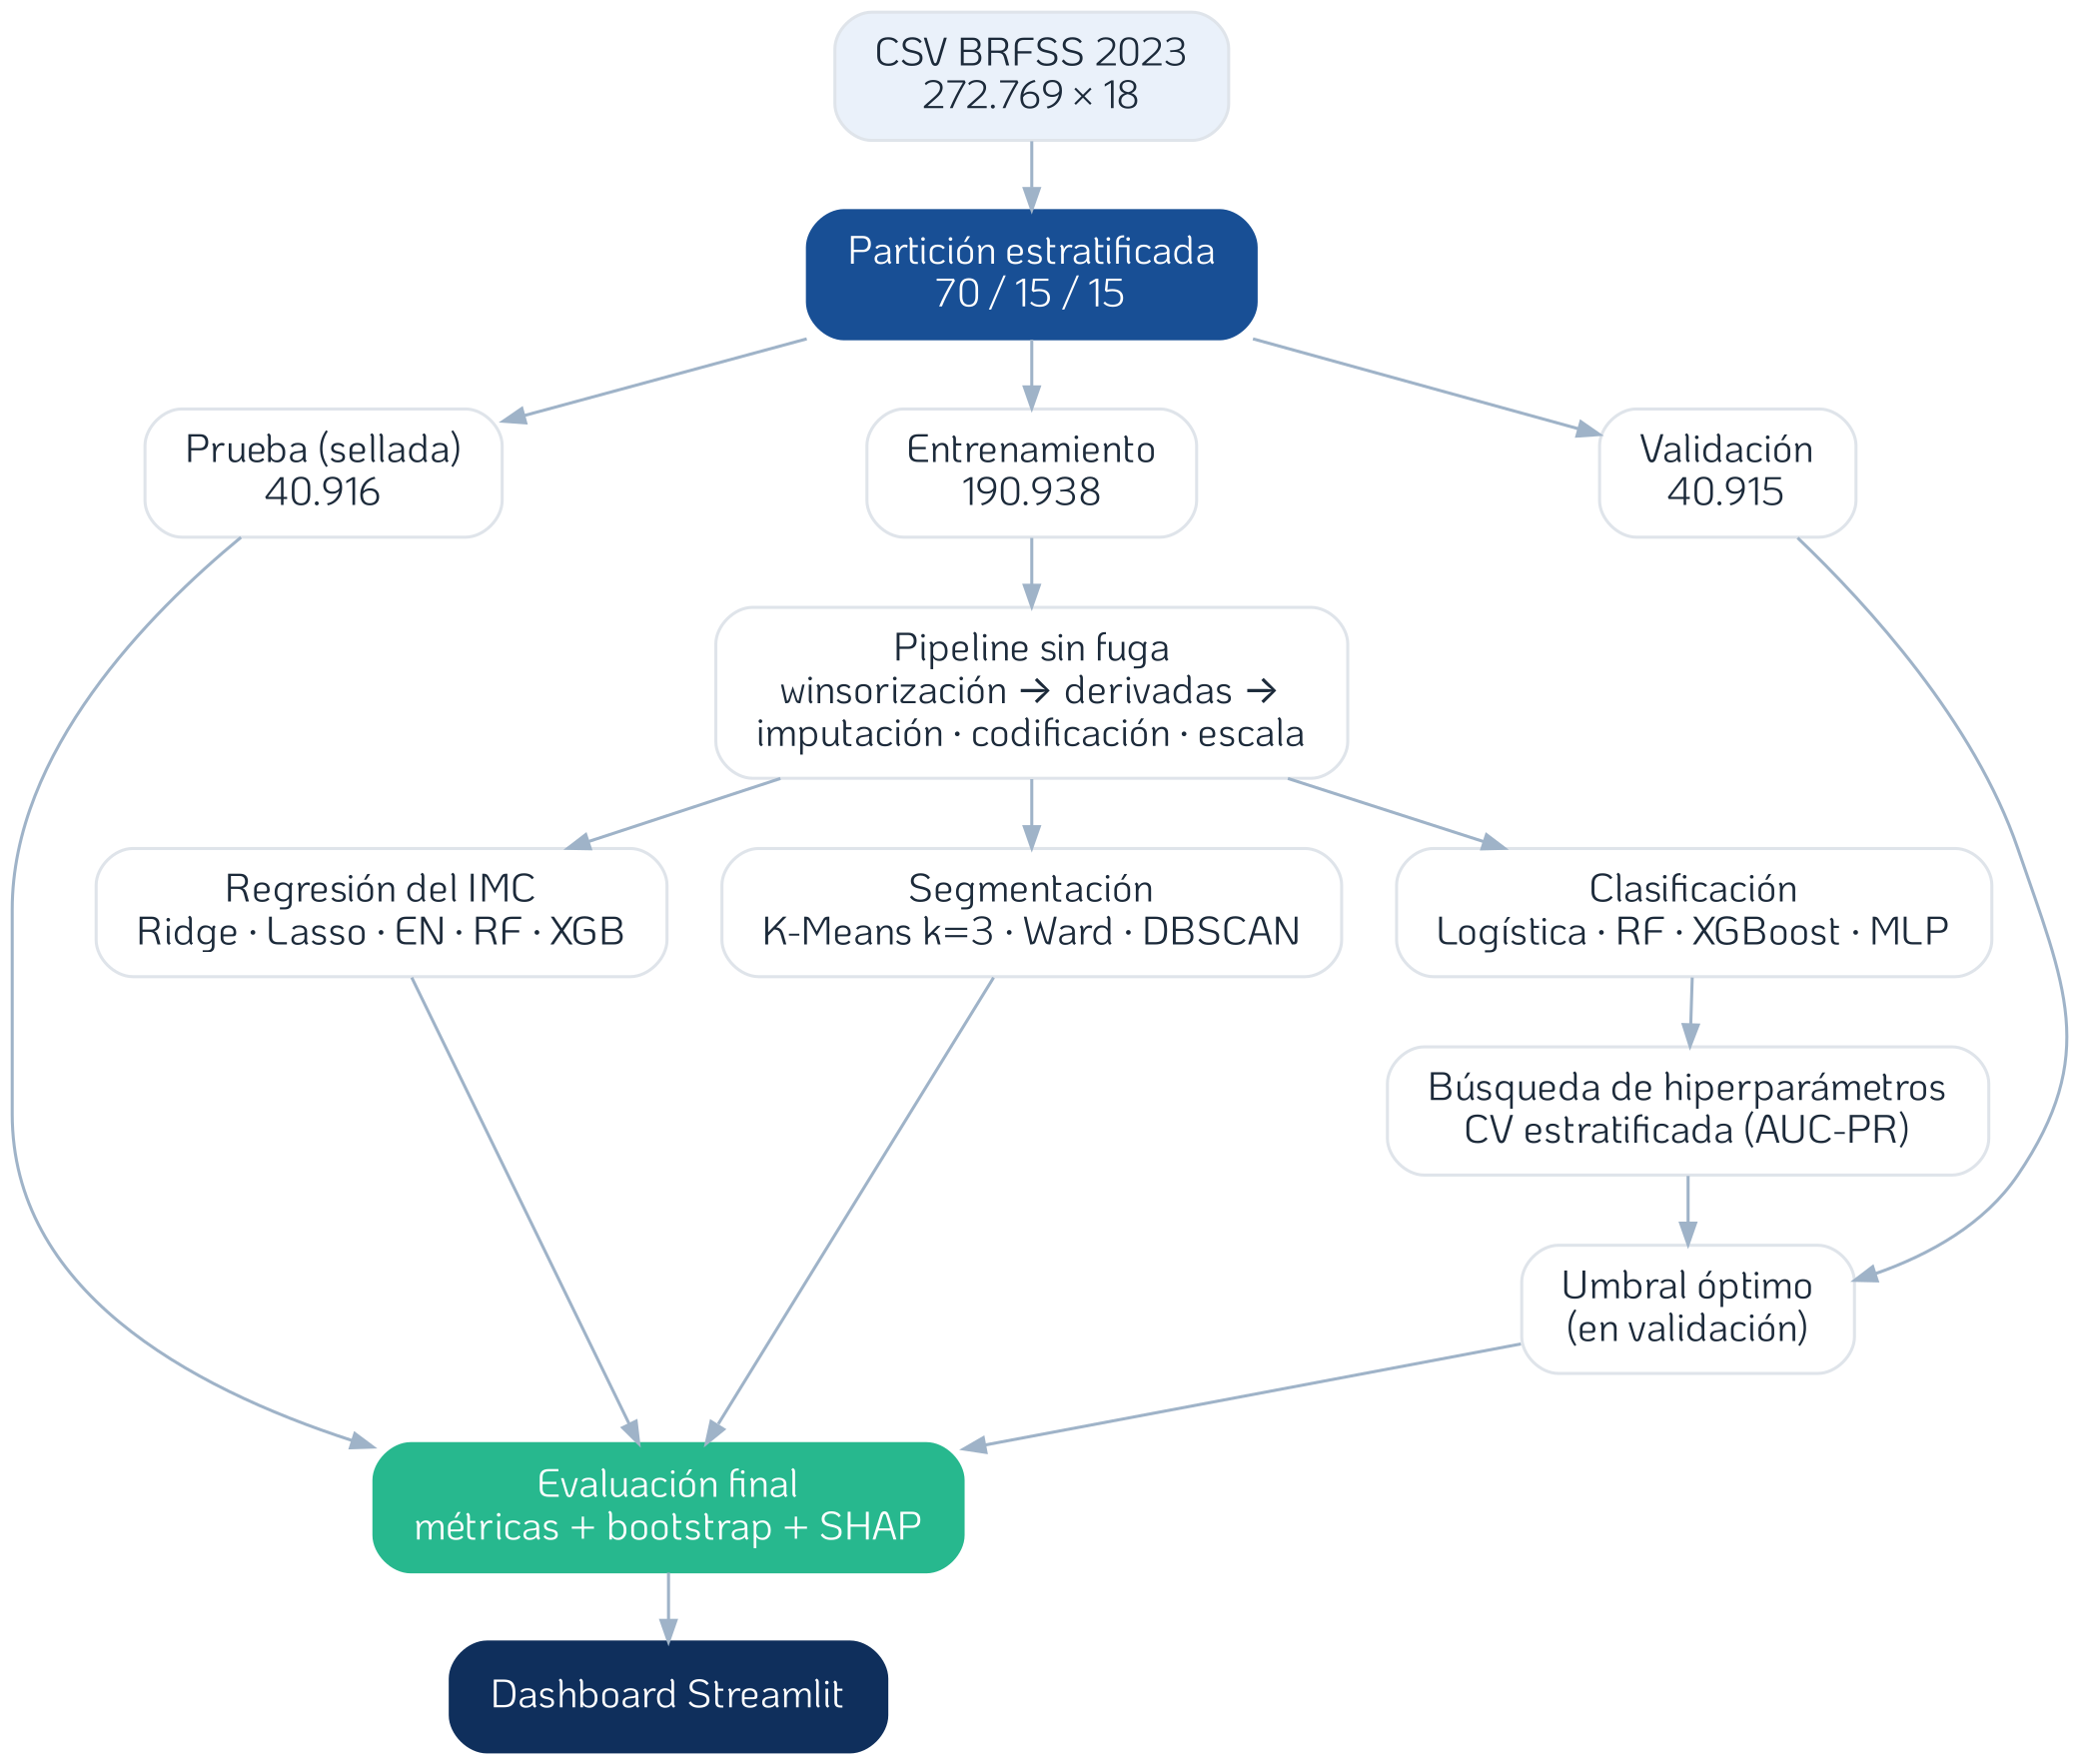 CSV BRFSS 2023
272.769 × 18
Partición estratificada
70 / 15 / 15
Prueba (sellada)
40.916
Entrenamiento
190.938
Validación
40.915
Pipeline sin fuga
winsorización → derivadas →
imputación · codificación · escala
Regresión del IMC
Ridge · Lasso · EN · RF · XGB
Segmentación
K-Means k=3 · Ward · DBSCAN
Clasificación
Logística · RF · XGBoost · MLP
Búsqueda de hiperparámetros
CV estratificada (AUC-PR)
Umbral óptimo
(en validación)
Evaluación final
métricas + bootstrap + SHAP
Dashboard Streamlit